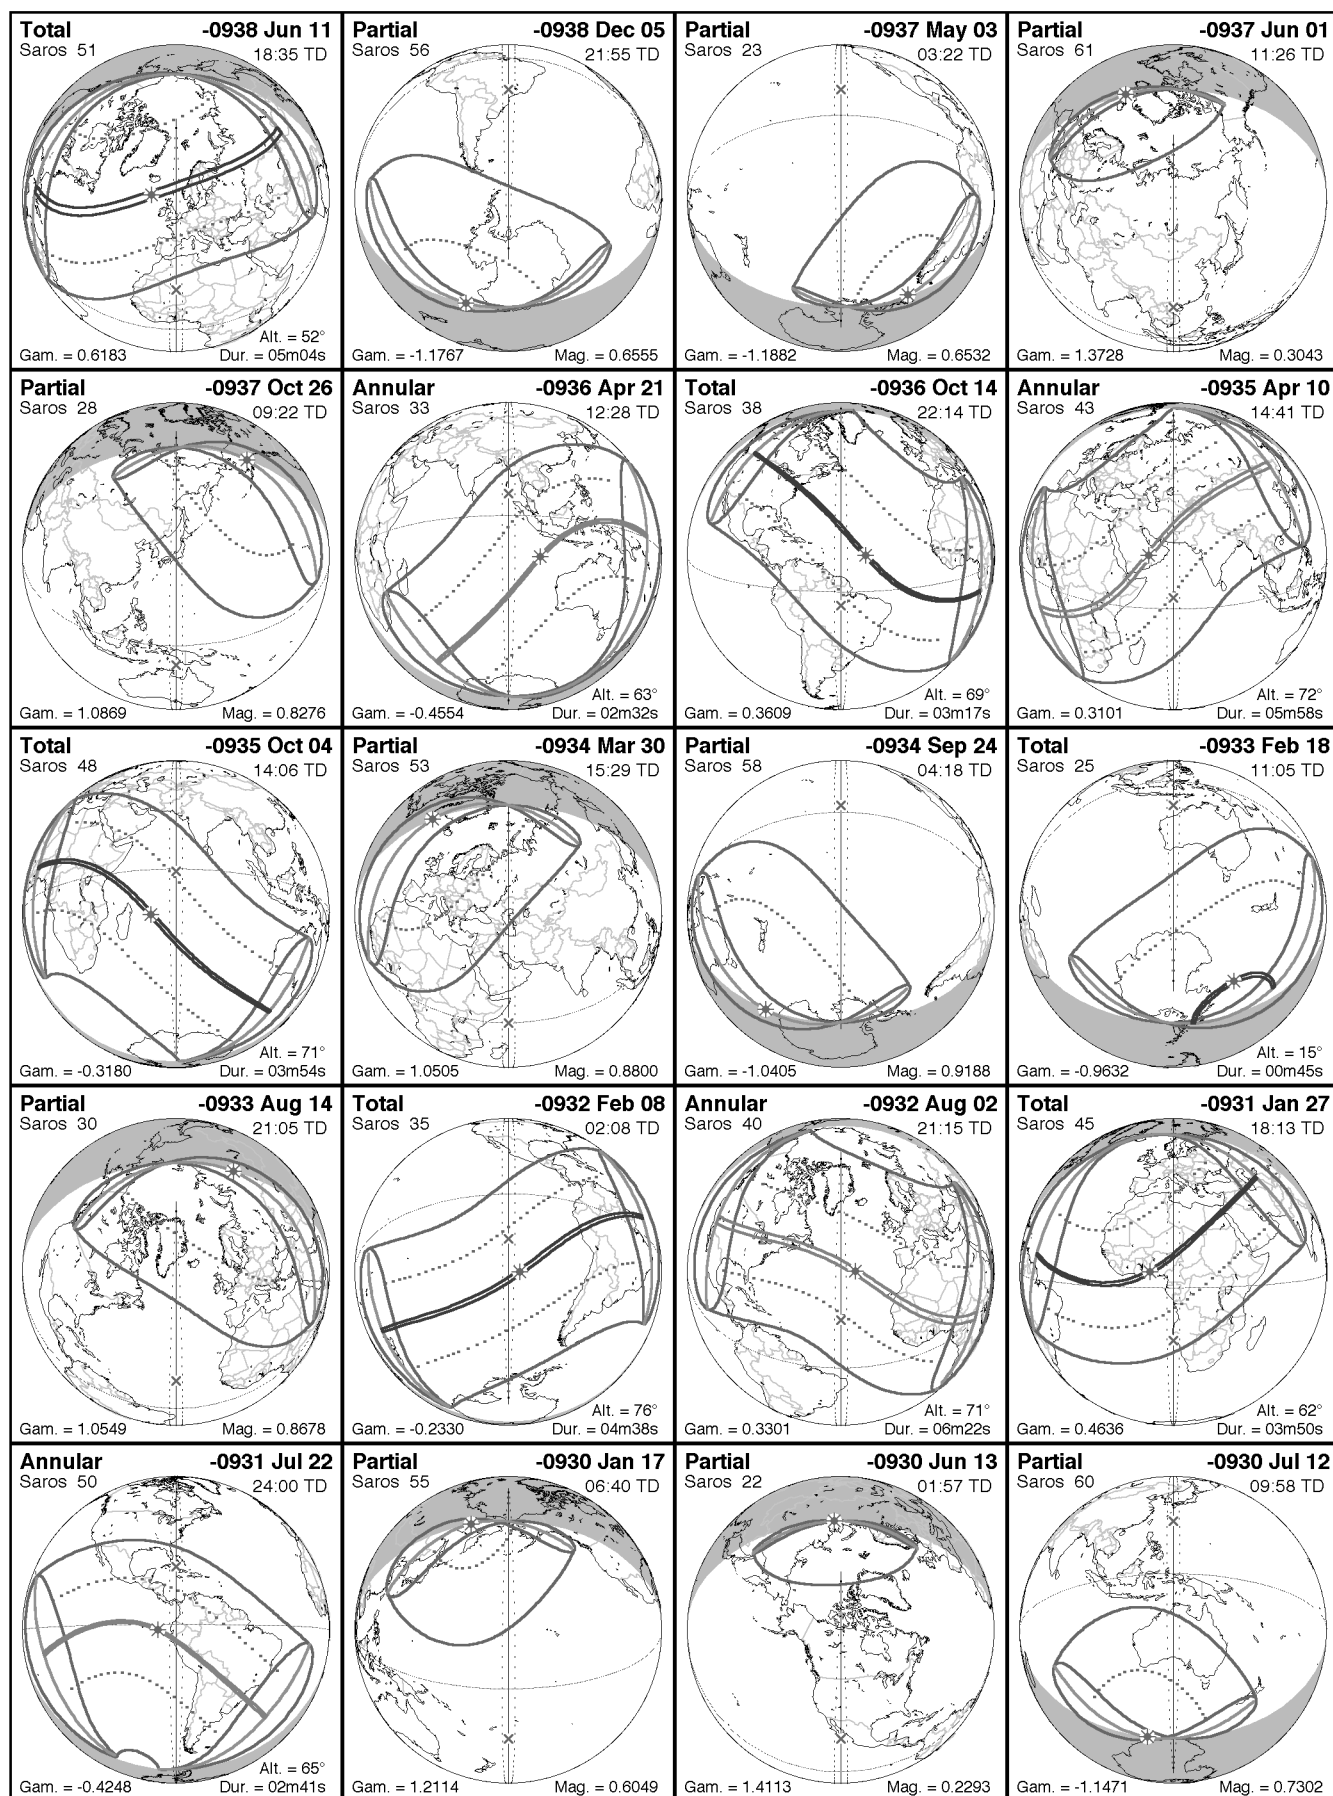 Total -0938 Jun 11
Saros 51 18:35 TD
Alt. = 52°
Gam. = 0.6183 Dur. = 05m04s
Partial -0938 Dec 05
Saros 56 21:55 TD
Gam. = -1.1767 Mag. = 0.6555
Partial -0937 May 03
Saros 23 03:22 TD
Gam. = -1.1882 Mag. = 0.6532
Partial -0937 Jun 01
Saros 61 11:26 TD
Gam. = 1.3728 Mag. = 0.3043
Partial -0937 Oct 26
Saros 28 09:22 TD
Gam. = 1.0869 Mag. = 0.8276
Annular -0936 Apr 21
Saros 33 12:28 TD
Alt. = 63°
Gam. = -0.4554 Dur. = 02m32s
Total -0936 Oct 14
Saros 38 22:14 TD
Alt. = 69°
Gam. = 0.3609 Dur. = 03m17s
Annular -0935 Apr 10
Saros 43 14:41 TD
Alt. = 72°
Gam. = 0.3101 Dur. = 05m58s
Total -0935 Oct 04
Saros 48 14:06 TD
Alt. = 71°
Gam. = -0.3180 Dur. = 03m54s
Partial -0934 Mar 30
Saros 53 15:29 TD
Gam. = 1.0505 Mag. = 0.8800
Partial -0934 Sep 24
Saros 58 04:18 TD
Gam. = -1.0405 Mag. = 0.9188
Total -0933 Feb 18
Saros 25 11:05 TD
Alt. = 15°
Gam. = -0.9632 Dur. = 00m45s
Partial -0933 Aug 14
Saros 30 21:05 TD
Gam. = 1.0549 Mag. = 0.8678
Total -0932 Feb 08
Saros 35 02:08 TD
Alt. = 76°
Gam. = -0.2330 Dur. = 04m38s
Annular -0932 Aug 02
Saros 40 21:15 TD
Alt. = 71°
Gam. = 0.3301 Dur. = 06m22s
Total -0931 Jan 27
Saros 45 18:13 TD
Alt. = 62°
Gam. = 0.4636 Dur. = 03m50s
Annular -0931 Jul 22
Saros 50 24:00 TD
Alt. = 65°
Gam. = -0.4248 Dur. = 02m41s
Partial -0930 Jan 17
Saros 55 06:40 TD
Gam. = 1.2114 Mag. = 0.6049
Partial -0930 Jun 13
Saros 22 01:57 TD
Gam. = 1.4113 Mag. = 0.2293
Partial -0930 Jul 12
Saros 60 09:58 TD
Gam. = -1.1471 Mag. = 0.7302